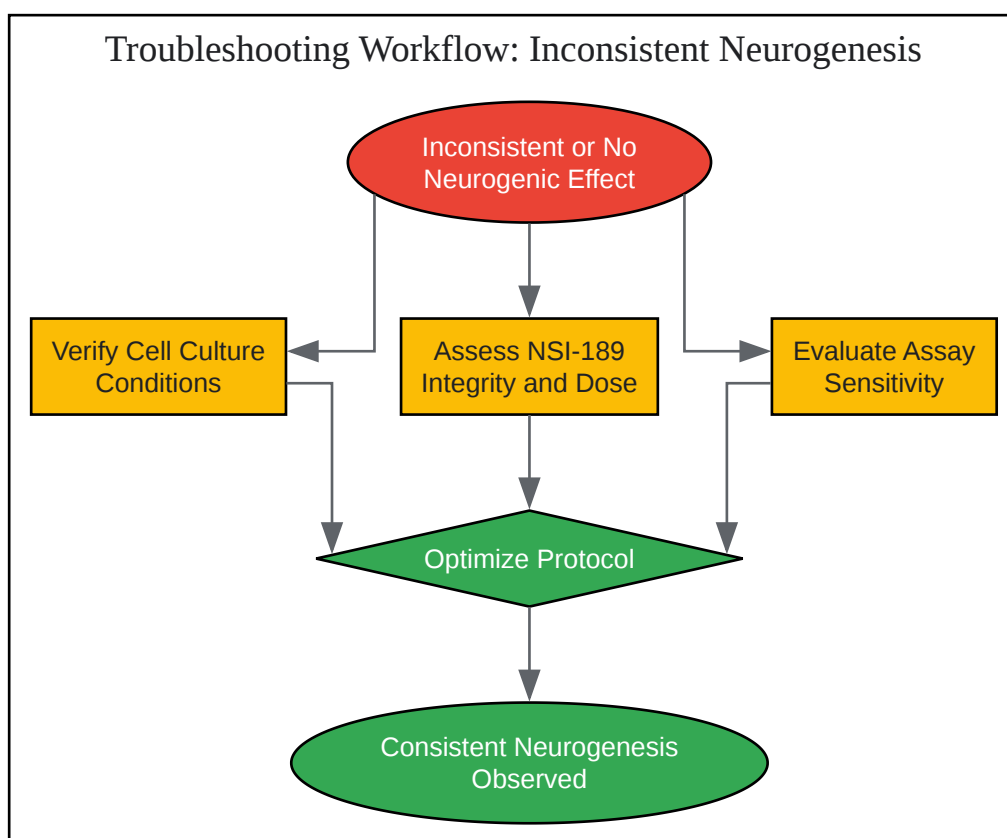 Troubleshooting Workflow: Inconsistent Neurogenesis
Inconsistent or No
Neurogenic Effect
Verify Cell Culture
Conditions
Assess NSI-189
Integrity and Dose
Evaluate Assay
Sensitivity
Optimize Protocol
Consistent Neurogenesis
Observed